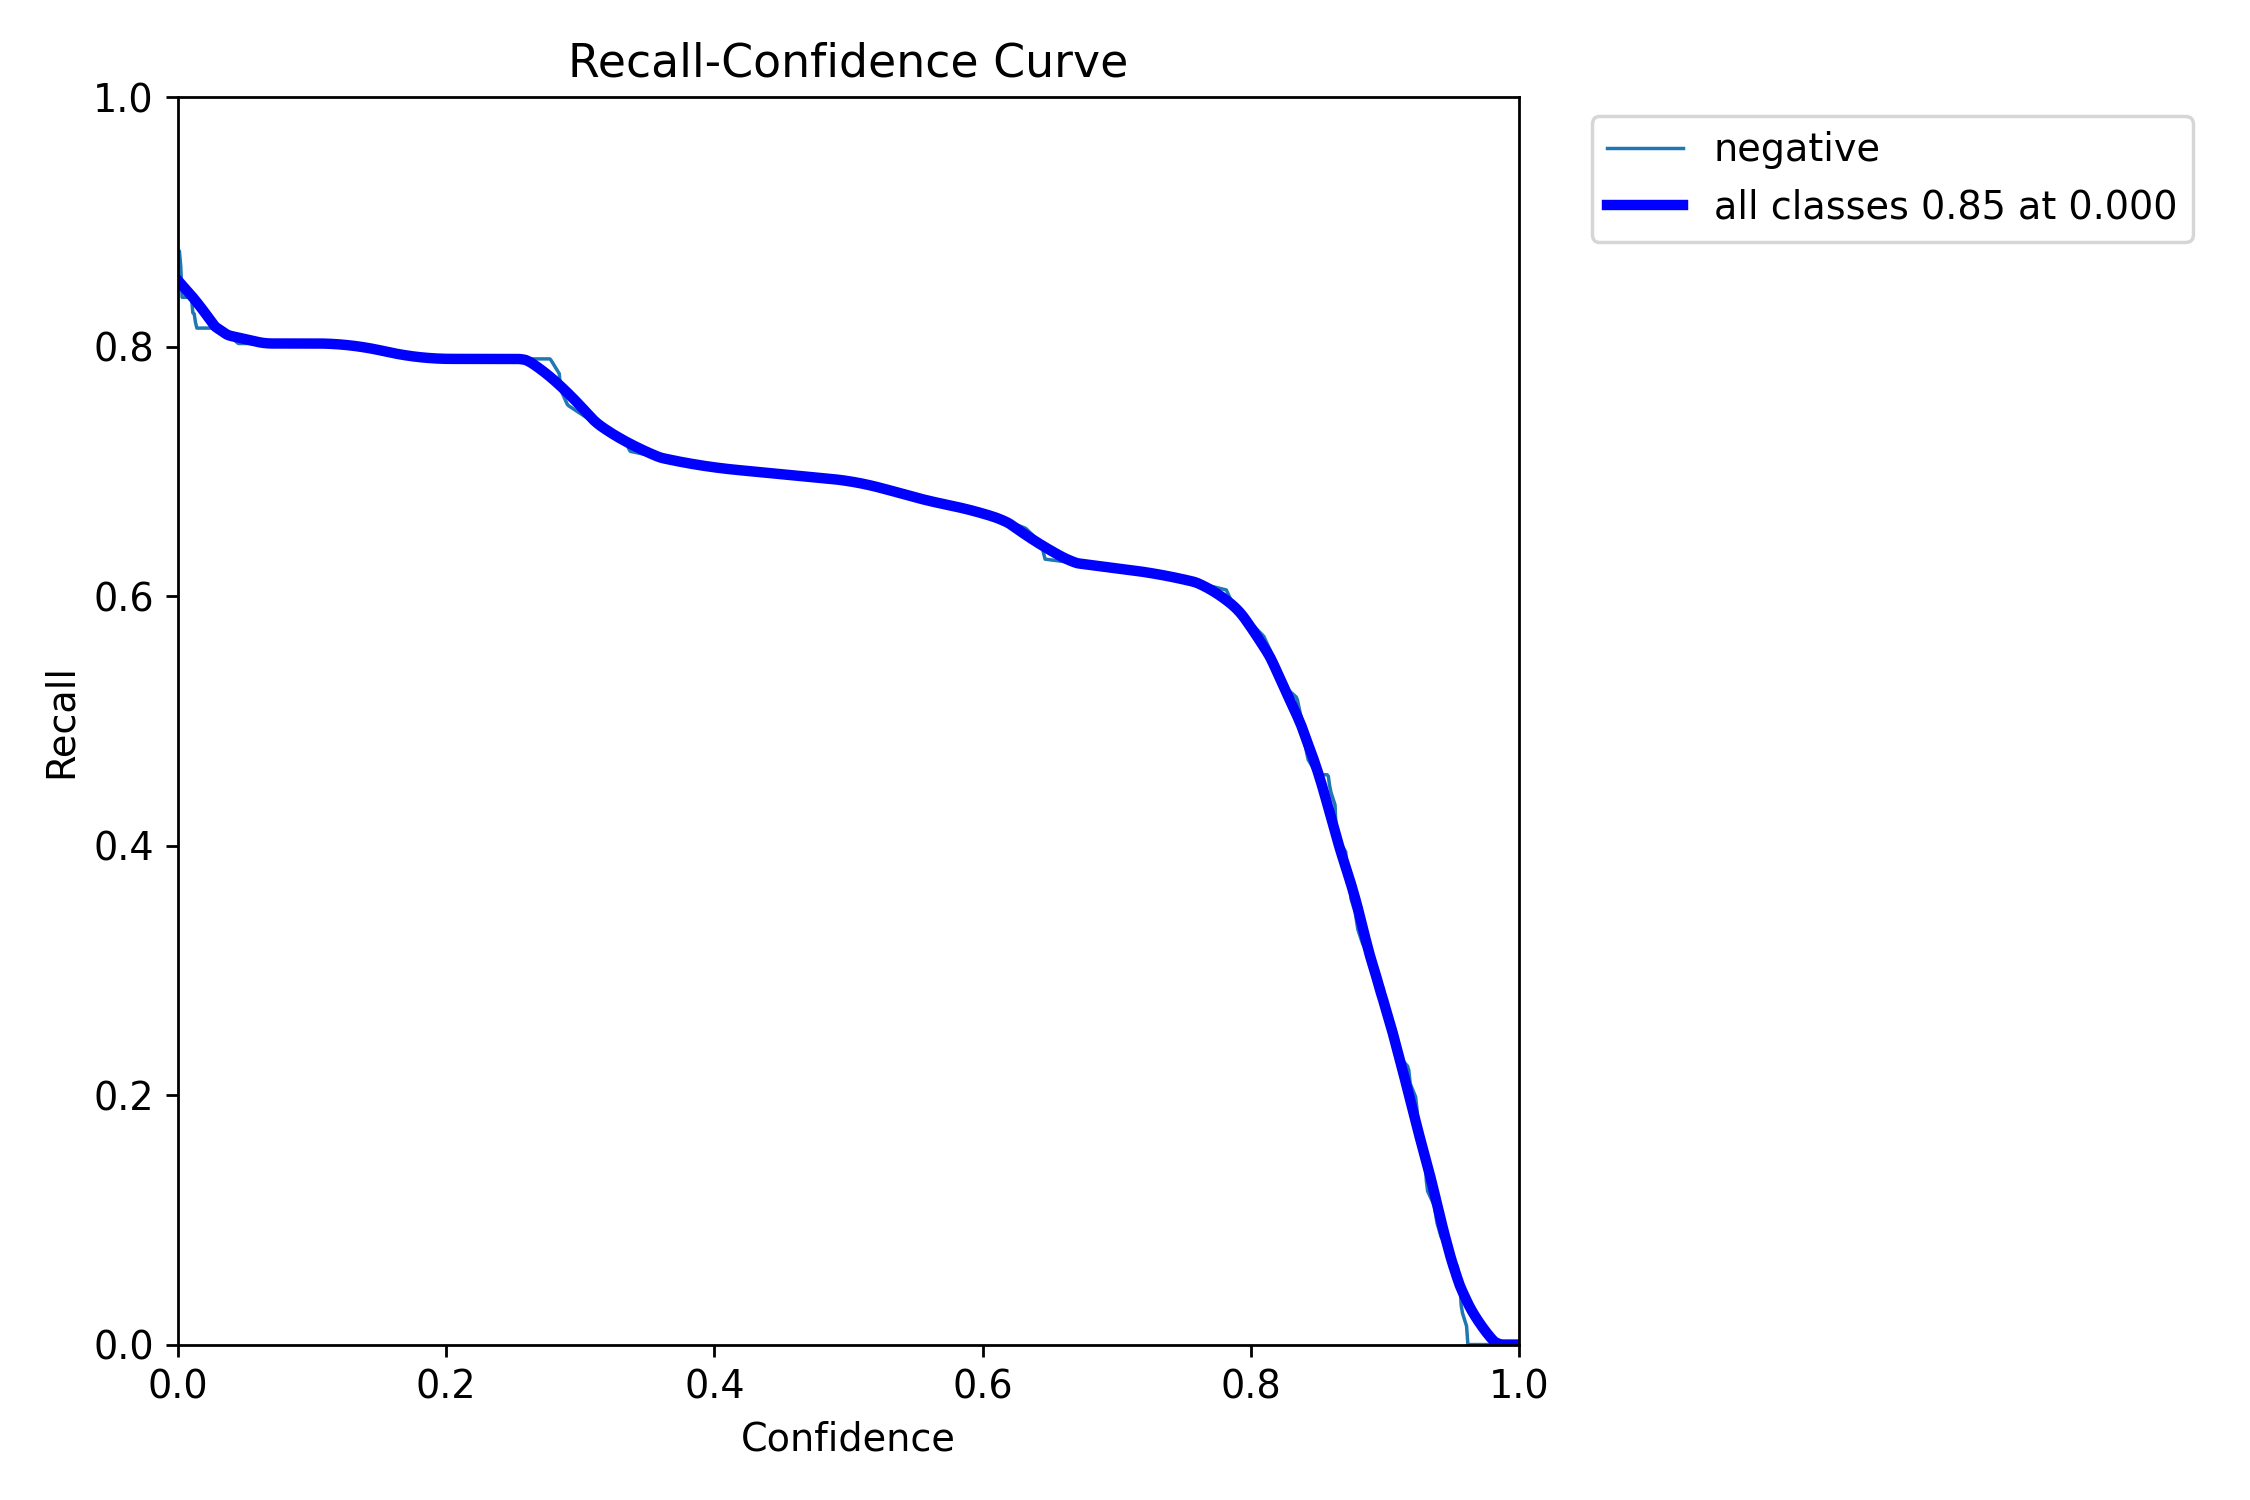 Recall-Confidence Curve
negative
all classes 0.85 at 0.000
1.0
0.8
0.6
0.4
0.2
0.0
Recall
0.0 0.2 0.4 0.6 0.8 1.0
Confidence